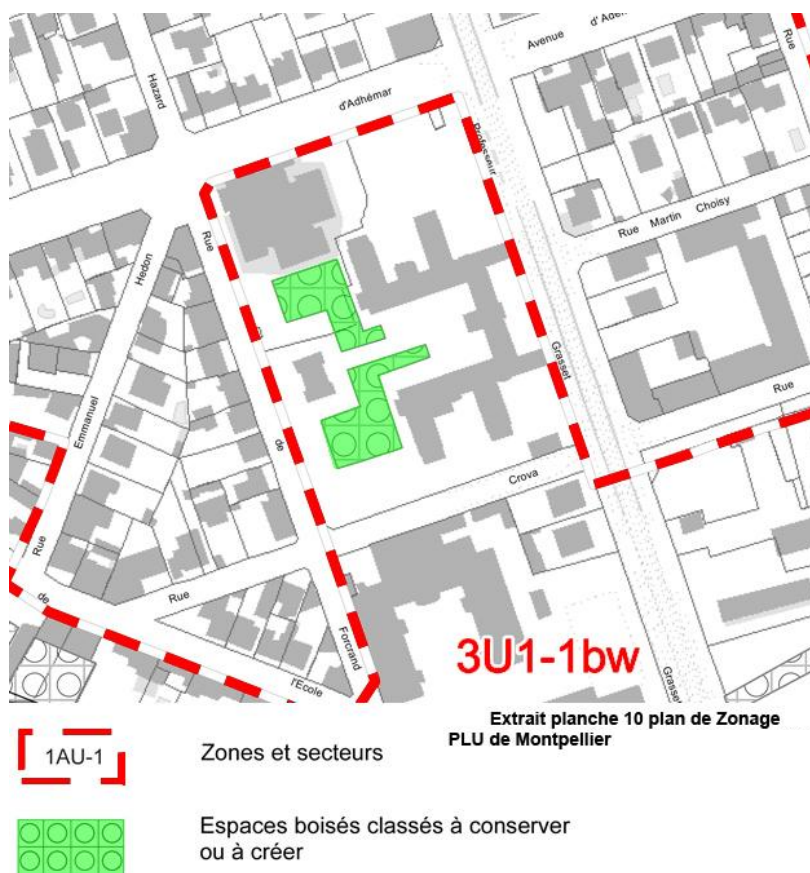 Avenue d'Adém
Hazard
Rue
d'Adhémar
Professeur
Rue Martin Choisy
Rue
Hedon
Grasset
Rue
Emmanuel
de
Crova
Rue
de
Rue
Forcrand
l'Ecole
3U1-1bw
Grasset
Extrait planche 10 plan de Zonage
PLU de Montpellier
1AU-1
Zones et secteurs
Espaces boisés classés à conserver
ou à créer